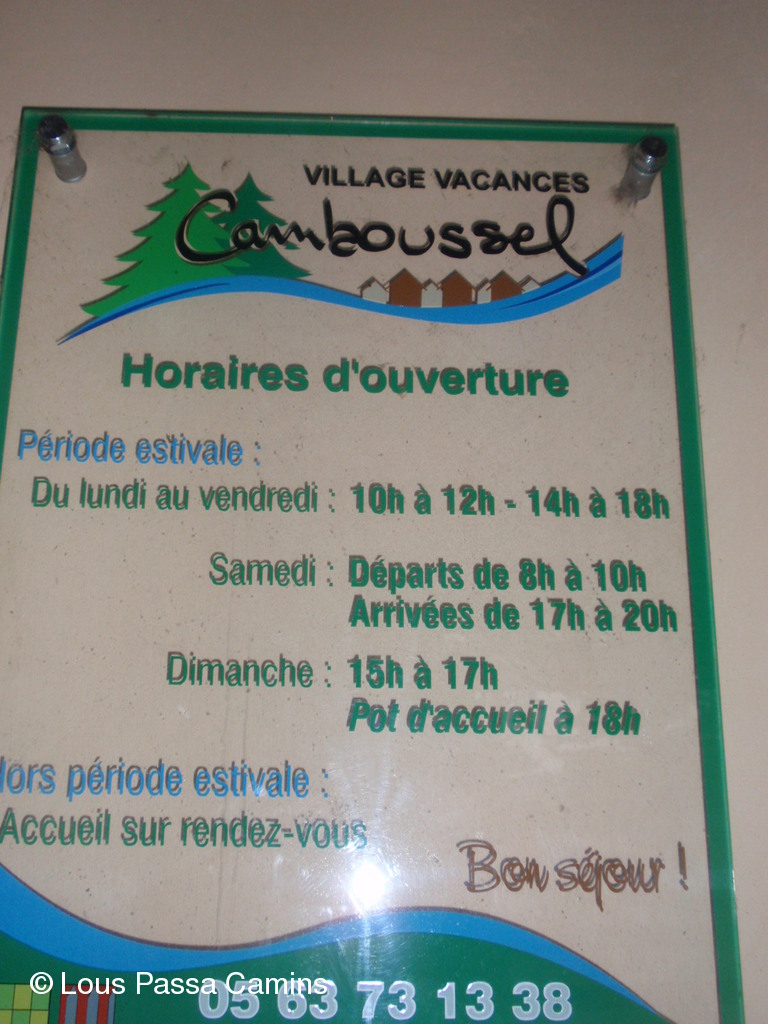 VILLAGE VACANCES
Camboussel
Horaires d'ouverture
Période estivale :
Du lundi au vendredi : 10h à 12h - 14h à 18h
Samedi : Départs de 8h à 10h
Arrivées de 17h à 20h
Dimanche : 15h à 17h
Pot d'accueil à 18h
Hors période estivale :
Accueil sur rendez-vous
Bon séjour !
05 63 73 13 38
© Lous Passa Camins